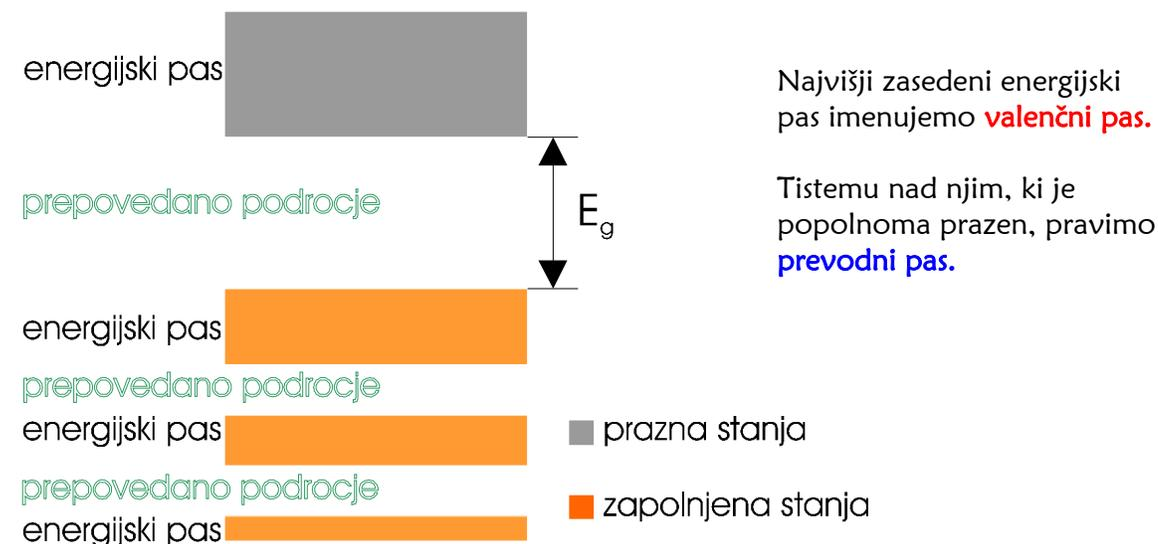 energijski pas
prepovedano podrocje
Eg
energijski pas
prepovedano podrocje
energijski pas
prepovedano podrocje
energijski pas
prazna stanja
zapolnjena stanja
Najvišji zasedeni energijski
pas imenujemo valenčni pas.
Tistemu nad njim, ki je
popolnoma prazen, pravimo
prevodni pas.